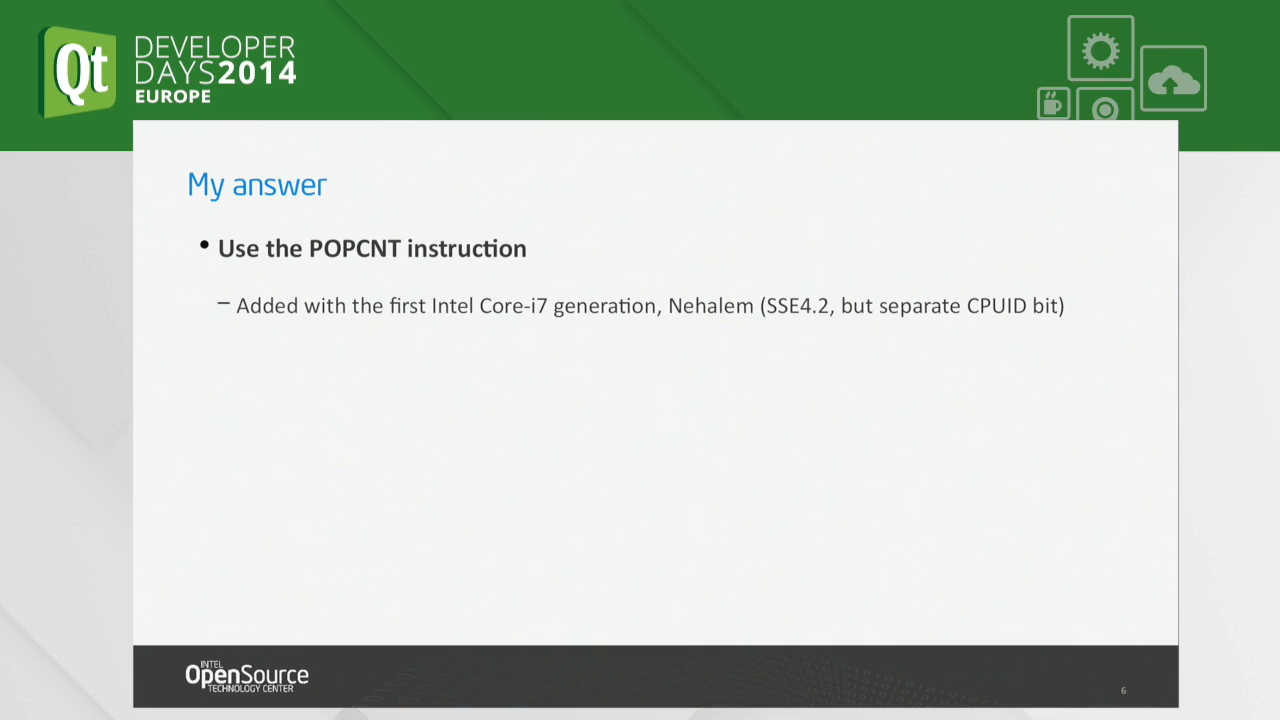 Qt
DEVELOPER
DAYS2014
EUROPE
My answer
• Use the POPCNT instruction
– Added with the first Intel Core-i7 generation, Nehalem (SSE4.2, but separate CPUID bit)
INTEL
OpenSource
TECHNOLOGY CENTER
6